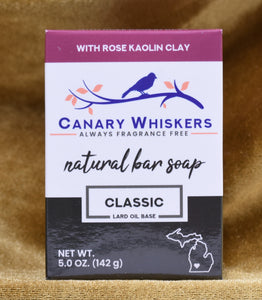 WITH ROSE KAOLIN CLAY
CANARY WHISKERS
ALWAYS FRAGRANCE FREE
natural bar soap
CLASSIC
LARD OIL BASE
NET WT.
5.0 OZ. (142 g)